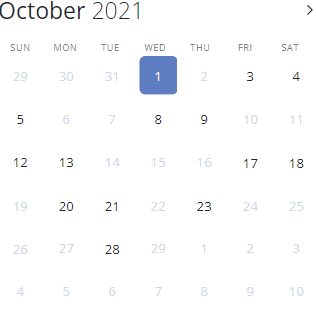 October 2021
SUN MON TUE WED THU FRI SAT
29 30 31 1 2 3 4
5 6 7 8 9 10 11
12 13 14 15 16 17 18
19 20 21 22 23 24 25
26 27 28 29 1 2 3
4 5 6 7 8 9 10